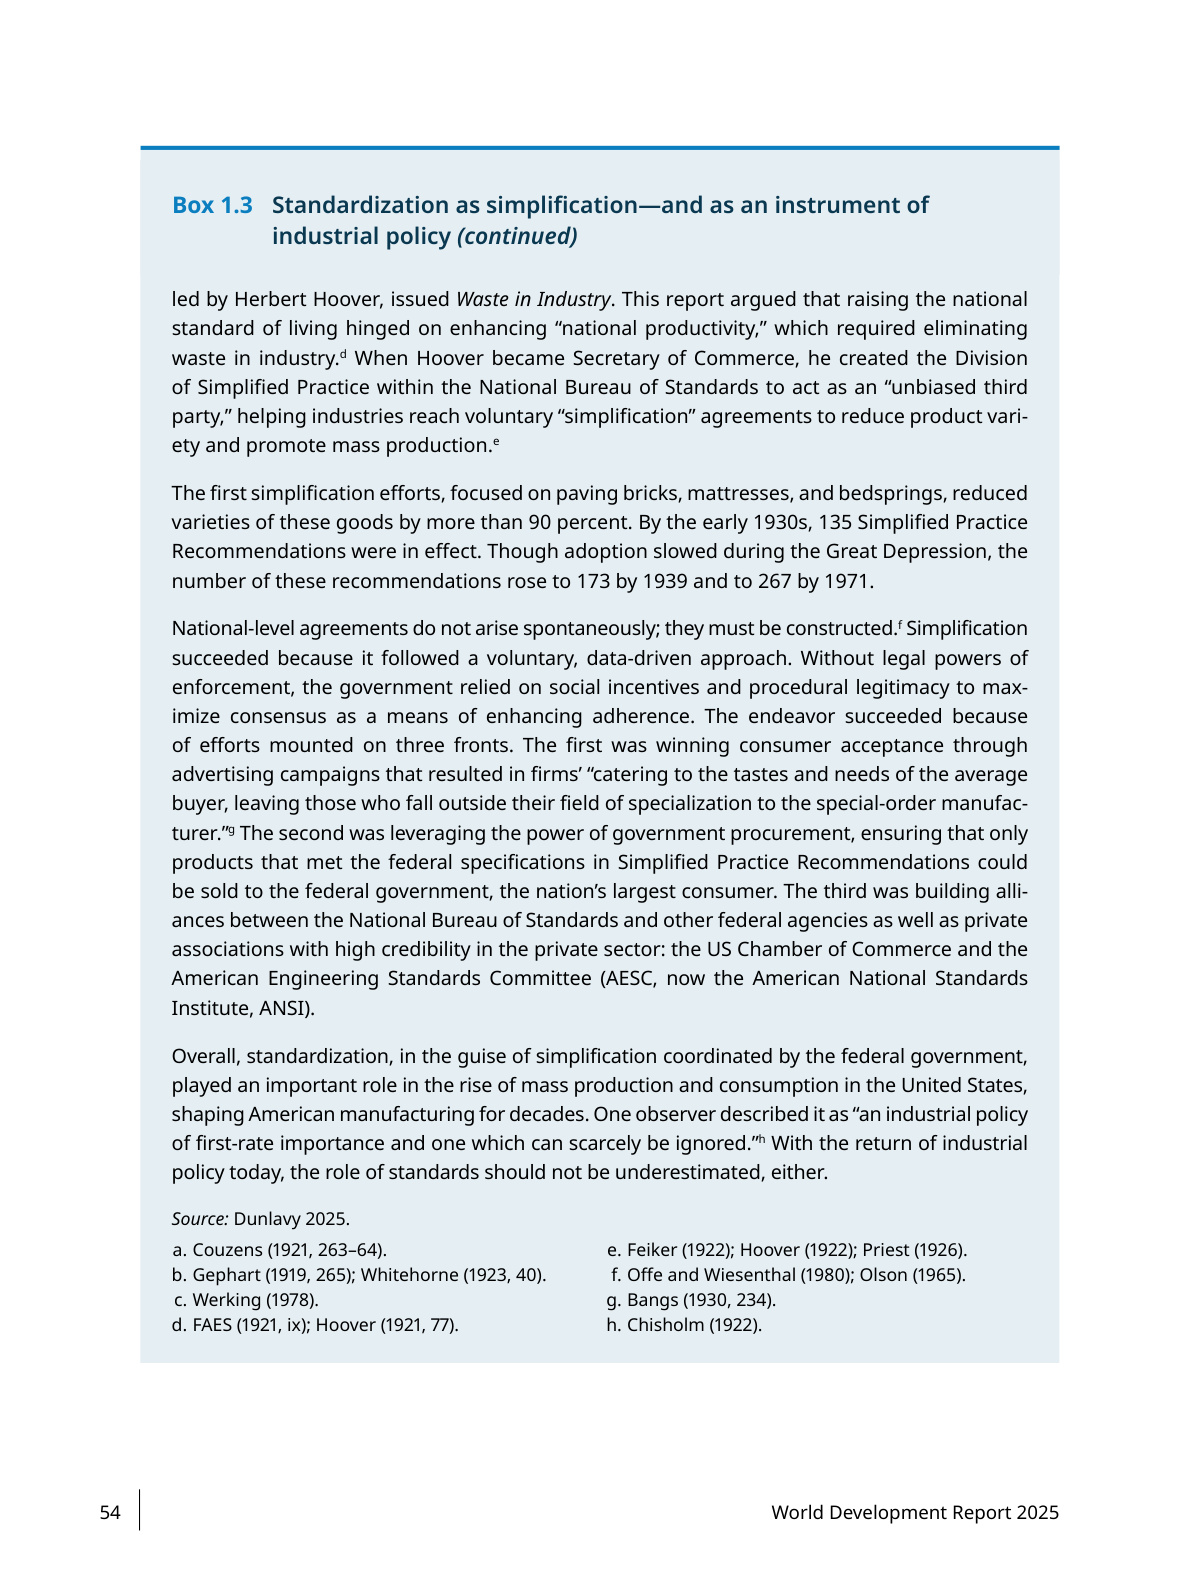 Box 1.3 Standardization as simplification—and as an instrument of
industrial policy (continued)
led by Herbert Hoover, issued Waste in Industry. This report argued that raising the national
standard of living hinged on enhancing “national productivity,” which required eliminating
waste in industry.d When Hoover became Secretary of Commerce, he created the Division
of Simplified Practice within the National Bureau of Standards to act as an “unbiased third
party,” helping industries reach voluntary “simplification” agreements to reduce product vari-
ety and promote mass production.e
The first simplification efforts, focused on paving bricks, mattresses, and bedsprings, reduced
varieties of these goods by more than 90 percent. By the early 1930s, 135 Simplified Practice
Recommendations were in effect. Though adoption slowed during the Great Depression, the
number of these recommendations rose to 173 by 1939 and to 267 by 1971.
National-level agreements do not arise spontaneously; they must be constructed.f Simplification
succeeded because it followed a voluntary, data-driven approach. Without legal powers of
enforcement, the government relied on social incentives and procedural legitimacy to max-
imize consensus as a means of enhancing adherence. The endeavor succeeded because
of efforts mounted on three fronts. The first was winning consumer acceptance through
advertising campaigns that resulted in firms’ “catering to the tastes and needs of the average
buyer, leaving those who fall outside their field of specialization to the special-order manufac-
turer.”g The second was leveraging the power of government procurement, ensuring that only
products that met the federal specifications in Simplified Practice Recommendations could
be sold to the federal government, the nation’s largest consumer. The third was building alli-
ances between the National Bureau of Standards and other federal agencies as well as private
associations with high credibility in the private sector: the US Chamber of Commerce and the
American Engineering Standards Committee (AESC, now the American National Standards
Institute, ANSI).
Overall, standardization, in the guise of simplification coordinated by the federal government,
played an important role in the rise of mass production and consumption in the United States,
shaping American manufacturing for decades. One observer described it as “an industrial policy
of first-rate importance and one which can scarcely be ignored.”h With the return of industrial
policy today, the role of standards should not be underestimated, either.
Source: Dunlavy 2025.
a. Couzens (1921, 263–64).
b. Gephart (1919, 265); Whitehorne (1923, 40).
c. Werking (1978).
d. FAES (1921, ix); Hoover (1921, 77).
e. Feiker (1922); Hoover (1922); Priest (1926).
f. Offe and Wiesenthal (1980); Olson (1965).
g. Bangs (1930, 234).
h. Chisholm (1922).
54
World Development Report 2025